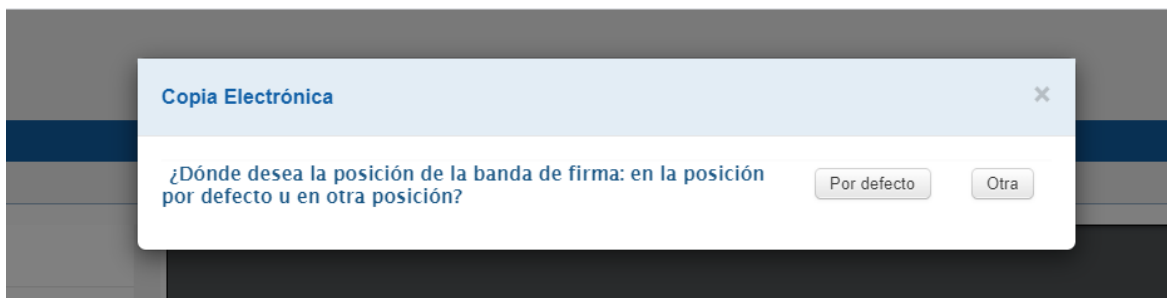 Copia Electrónica
×
¿Dónde desea la posición de la banda de firma: en la posición
por defecto u en otra posición?
Por defecto
Otra